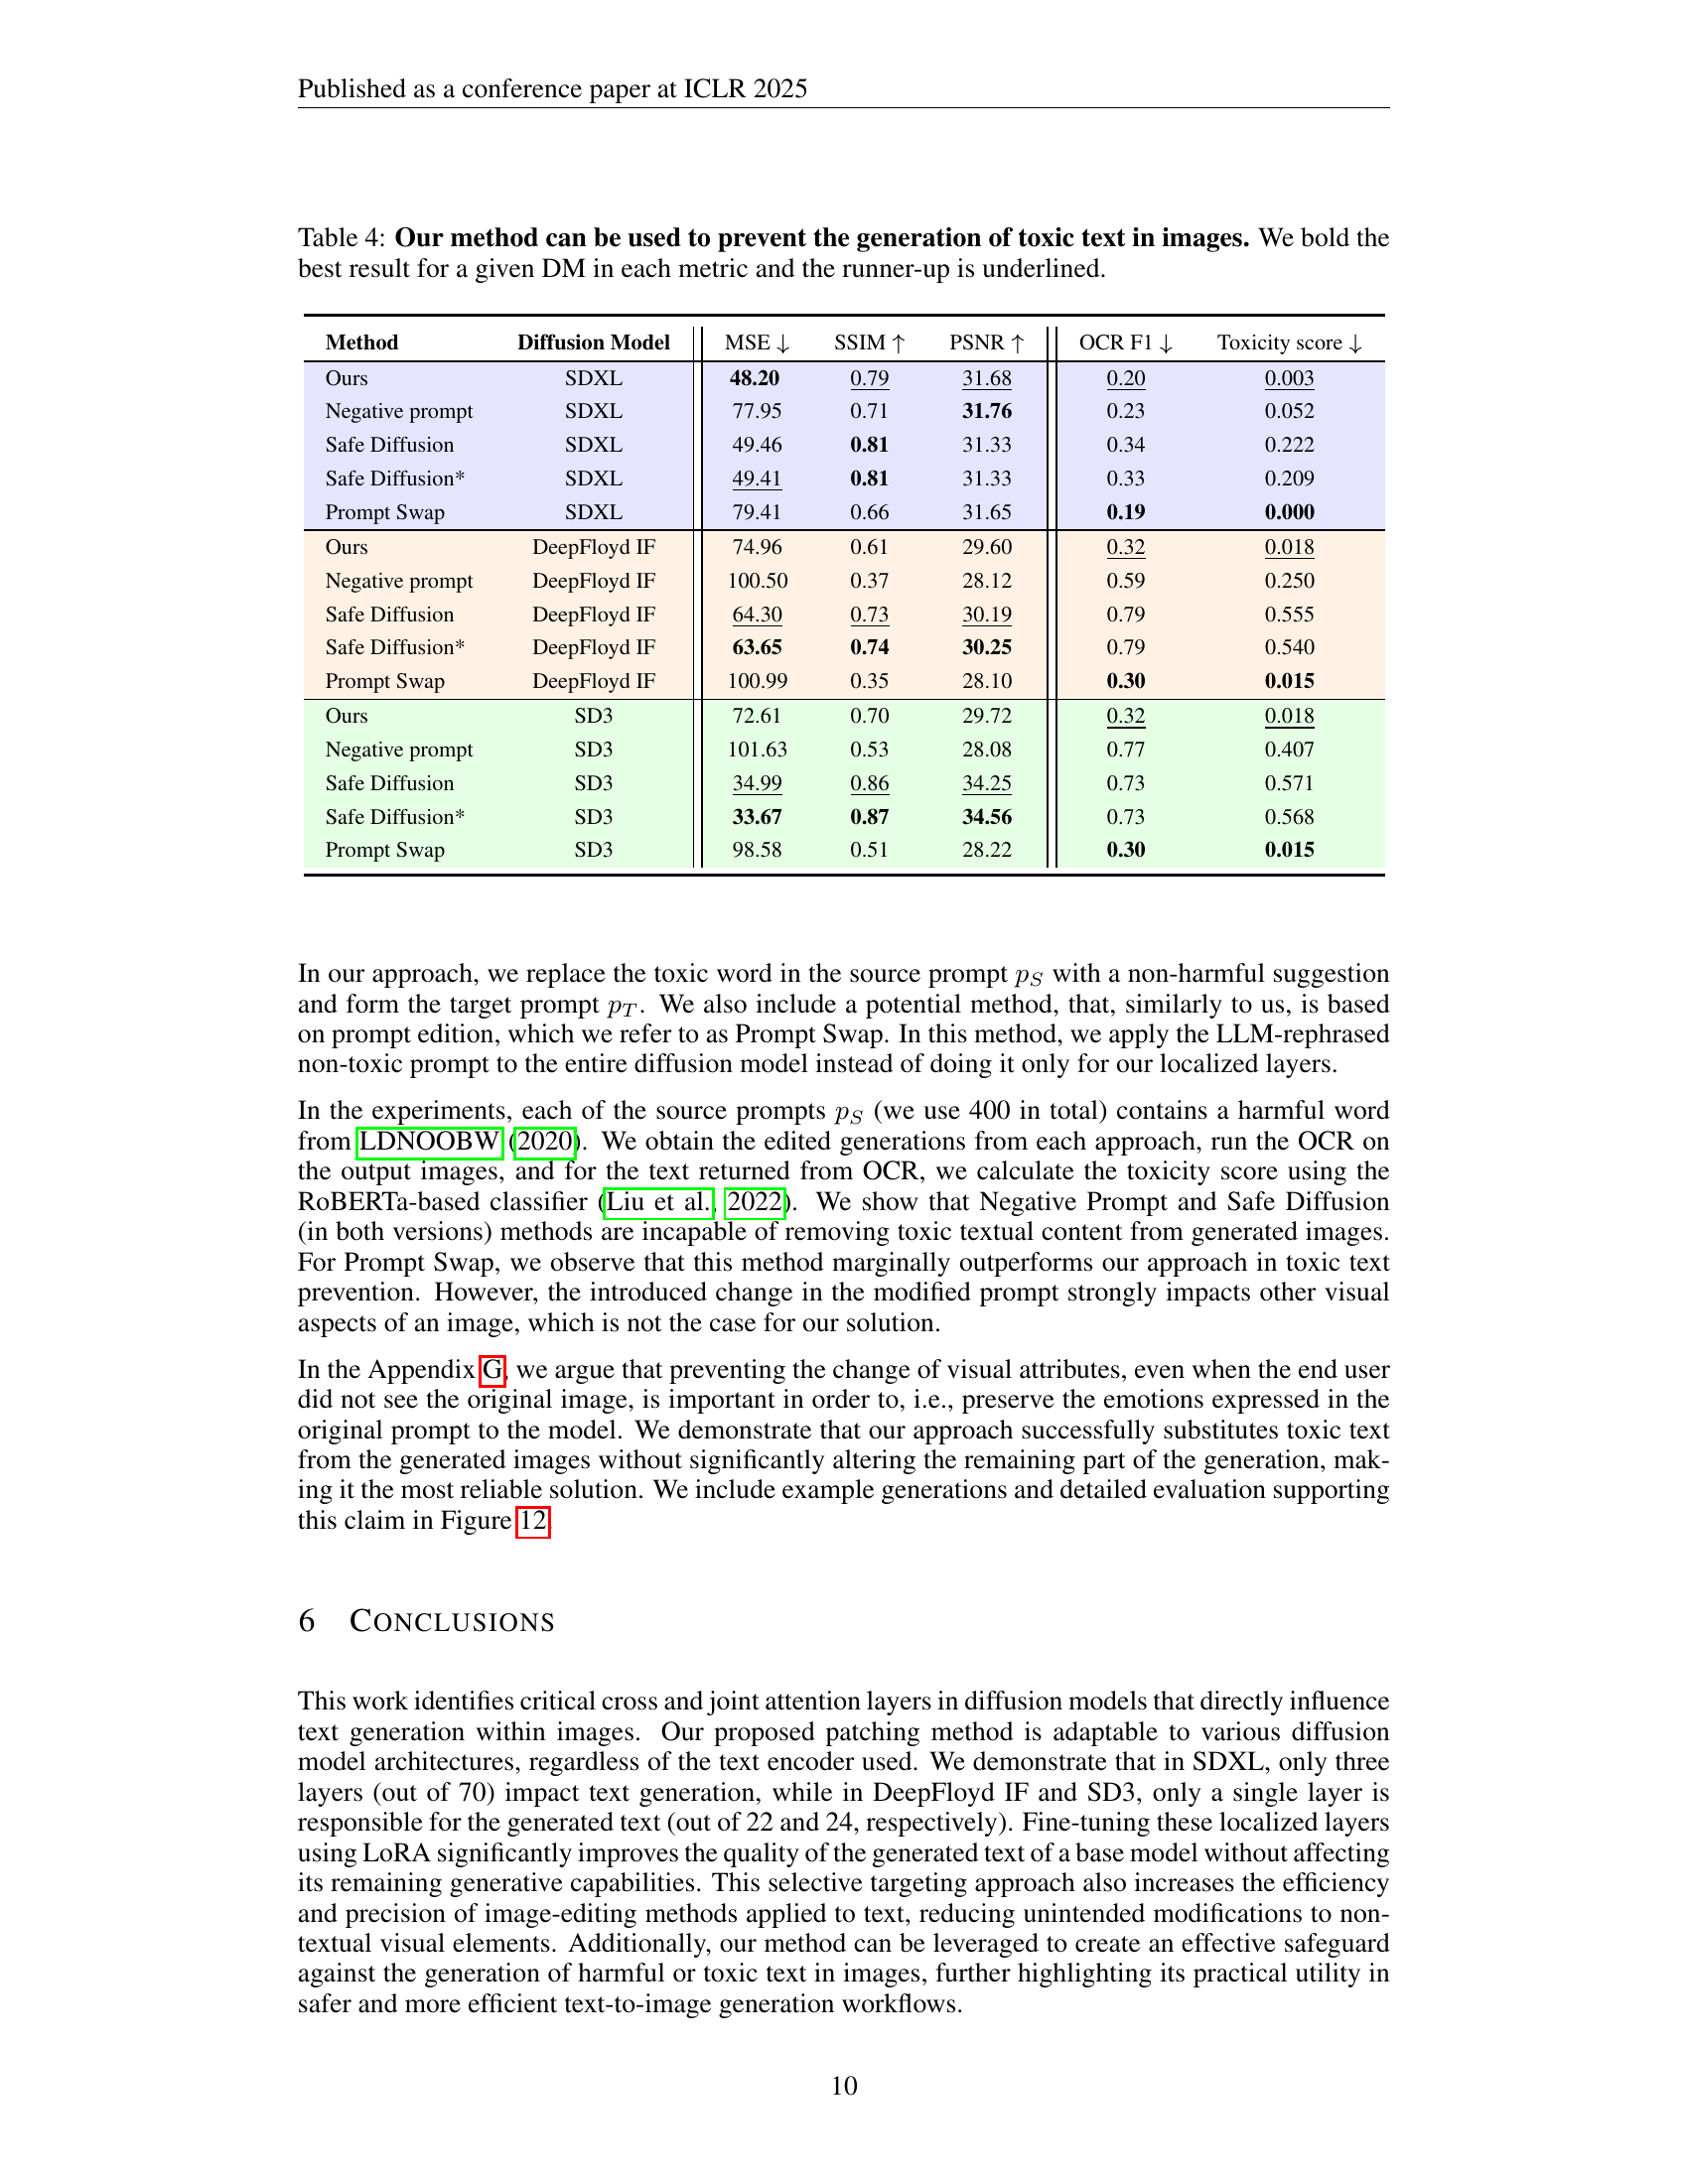 Published as a conference paper at ICLR 2025
Table 4: Our method can be used to prevent the generation of toxic text in images. We bold the
best result for a given DM in each metric and the runner-up is underlined.
Method Diffusion Model MSE ↓ SSIM ↑ PSNR ↑ OCR F1 ↓ Toxicity score ↓
Ours SDXL 48.20 0.79 31.68 0.20 0.003
Negative prompt SDXL 77.95 0.71 31.76 0.23 0.052
Safe Diffusion SDXL 49.46 0.81 31.33 0.34 0.222
Safe Diffusion* SDXL 49.41 0.81 31.33 0.33 0.209
Prompt Swap SDXL 79.41 0.66 31.65 0.19 0.000
Ours DeepFloyd IF 74.96 0.61 29.60 0.32 0.018
Negative prompt DeepFloyd IF 100.50 0.37 28.12 0.59 0.250
Safe Diffusion DeepFloyd IF 64.30 0.73 30.19 0.79 0.555
Safe Diffusion* DeepFloyd IF 63.65 0.74 30.25 0.79 0.540
Prompt Swap DeepFloyd IF 100.99 0.35 28.10 0.30 0.015
Ours SD3 72.61 0.70 29.72 0.32 0.018
Negative prompt SD3 101.63 0.53 28.08 0.77 0.407
Safe Diffusion SD3 34.99 0.86 34.25 0.73 0.571
Safe Diffusion* SD3 33.67 0.87 34.56 0.73 0.568
Prompt Swap SD3 98.58 0.51 28.22 0.30 0.015
In our approach, we replace the toxic word in the source prompt pS with a non-harmful suggestion
and form the target prompt pT. We also include a potential method, that, similarly to us, is based
on prompt edition, which we refer to as Prompt Swap. In this method, we apply the LLM-rephrased
non-toxic prompt to the entire diffusion model instead of doing it only for our localized layers.
In the experiments, each of the source prompts pS (we use 400 in total) contains a harmful word
from LDNOOBW (2020). We obtain the edited generations from each approach, run the OCR on
the output images, and for the text returned from OCR, we calculate the toxicity score using the
RoBERTa-based classifier (Liu et al., 2022). We show that Negative Prompt and Safe Diffusion
(in both versions) methods are incapable of removing toxic textual content from generated images.
For Prompt Swap, we observe that this method marginally outperforms our approach in toxic text
prevention. However, the introduced change in the modified prompt strongly impacts other visual
aspects of an image, which is not the case for our solution.
In the Appendix G, we argue that preventing the change of visual attributes, even when the end user
did not see the original image, is important in order to, i.e., preserve the emotions expressed in the
original prompt to the model. We demonstrate that our approach successfully substitutes toxic text
from the generated images without significantly altering the remaining part of the generation, mak-
ing it the most reliable solution. We include example generations and detailed evaluation supporting
this claim in Figure 12.
6 CONCLUSIONS
This work identifies critical cross and joint attention layers in diffusion models that directly influence
text generation within images. Our proposed patching method is adaptable to various diffusion
model architectures, regardless of the text encoder used. We demonstrate that in SDXL, only three
layers (out of 70) impact text generation, while in DeepFloyd IF and SD3, only a single layer is
responsible for the generated text (out of 22 and 24, respectively). Fine-tuning these localized layers
using LoRA significantly improves the quality of the generated text of a base model without affecting
its remaining generative capabilities. This selective targeting approach also increases the efficiency
and precision of image-editing methods applied to text, reducing unintended modifications to non-
textual visual elements. Additionally, our method can be leveraged to create an effective safeguard
against the generation of harmful or toxic text in images, further highlighting its practical utility in
safer and more efficient text-to-image generation workflows.
10